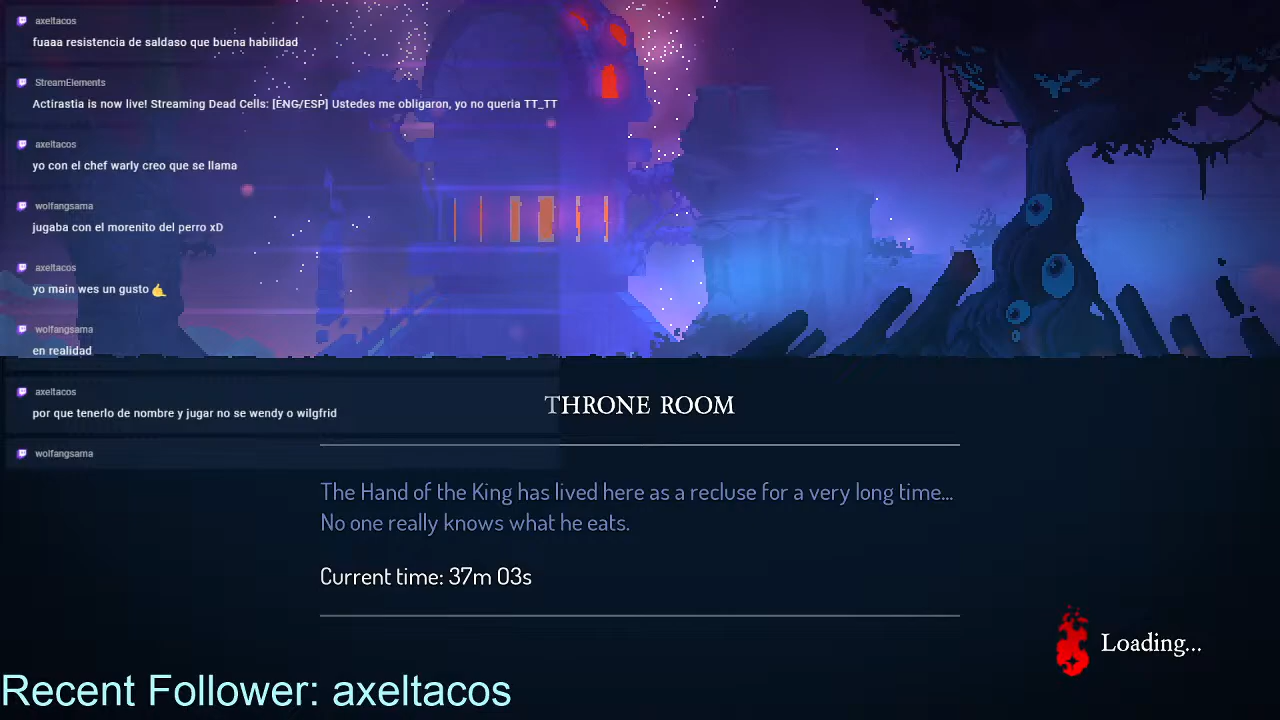 axeltacos
fuaaa resistencia de saldaso que buena habilidad
StreamElements
Actirastia is now live! Streaming Dead Cells: [ENG/ESP] Ustedes me obligaron, yo no queria TT_TT
axeltacos
yo con el chef warly creo que se llama
wolfangsama
jugaba con el morenito del perro xD
axeltacos
yo main wes un gusto 🤙
wolfangsama
en realidad
axeltacos
por que tenerlo de nombre y jugar no se wendy o wilgfrid
wolfangsama
THRONE ROOM
The Hand of the King has lived here as a recluse for a very long time...
No one really knows what he eats.
Current time: 37m 03s
Loading...
Recent Follower: axeltacos